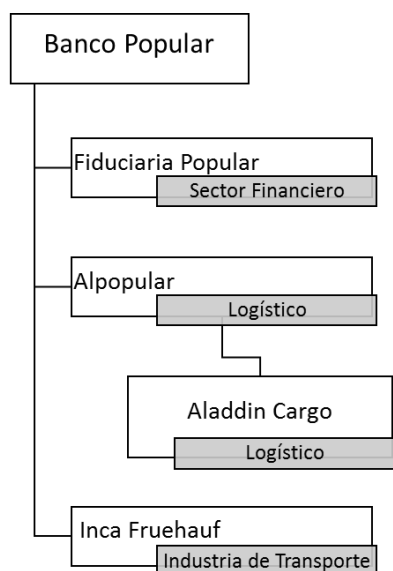 Banco Popular
Fiduciaria Popular
Sector Financiero
Alpopular
Logístico
Aladdin Cargo
Logístico
Inca Fruehauf
Industria de Transporte